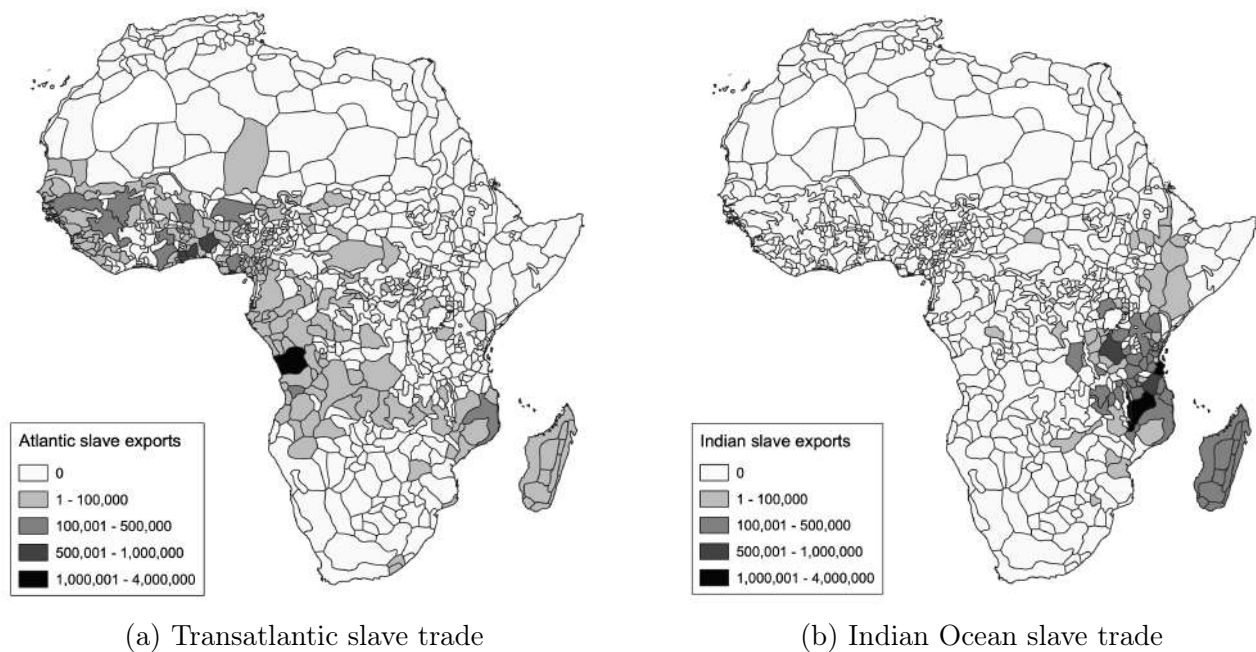 Atlantic slave exports
0
1 - 100,000
100,001 - 500,000
500,001 - 1,000,000
1,000,001 - 4,000,000
(a) Transatlantic slave trade
Indian slave exports
0
1 - 100,000
100,001 - 500,000
500,001 - 1,000,000
1,000,001 - 4,000,000
(b) Indian Ocean slave trade